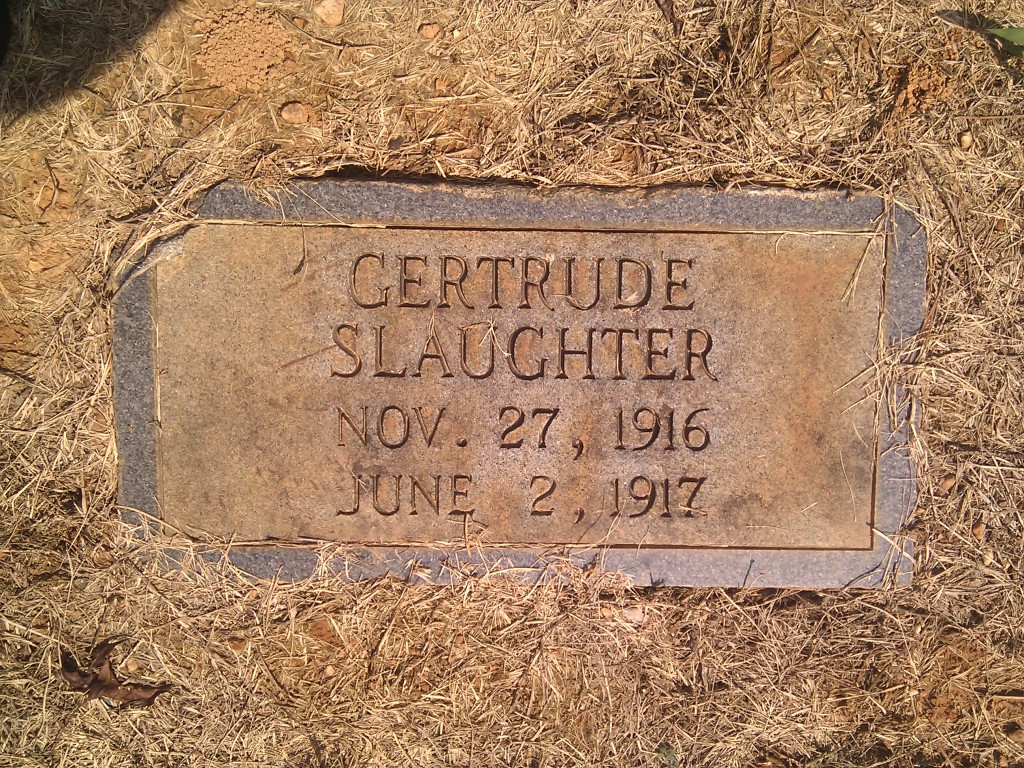 GERTRUDE
SLAUGHTER
NOV. 27, 1916
JUNE 2, 1917